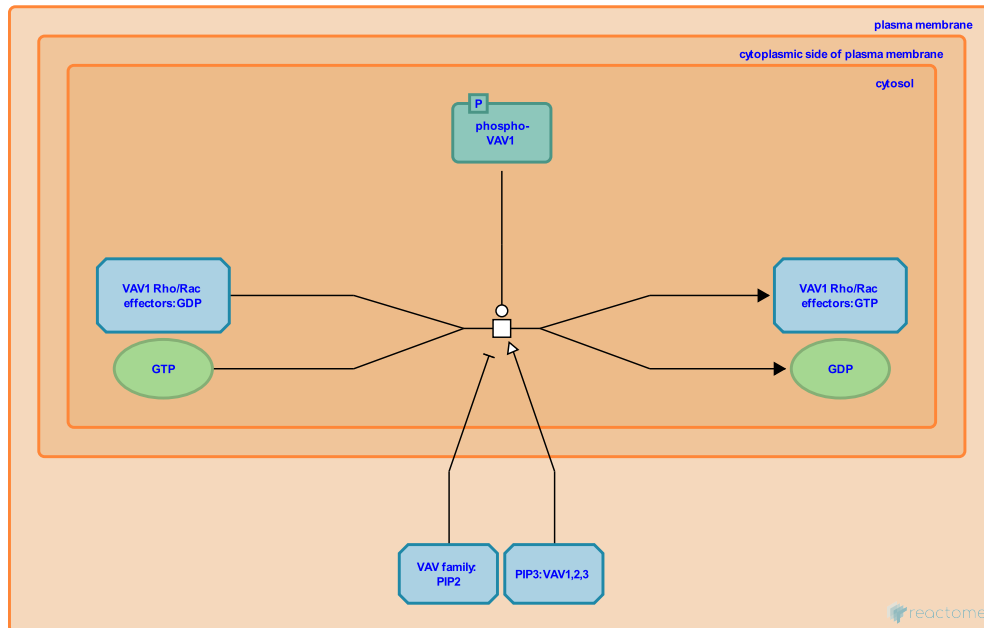 plasma membrane
cytoplasmic side of plasma membrane
cytosol
P
phospho-
VAV1
VAV1 Rho/Rac
effectors:GDP
VAV1 Rho/Rac
effectors:GTP
GTP
GDP
VAV family:
PIP2
PIP3:VAV1,2,3
reactome